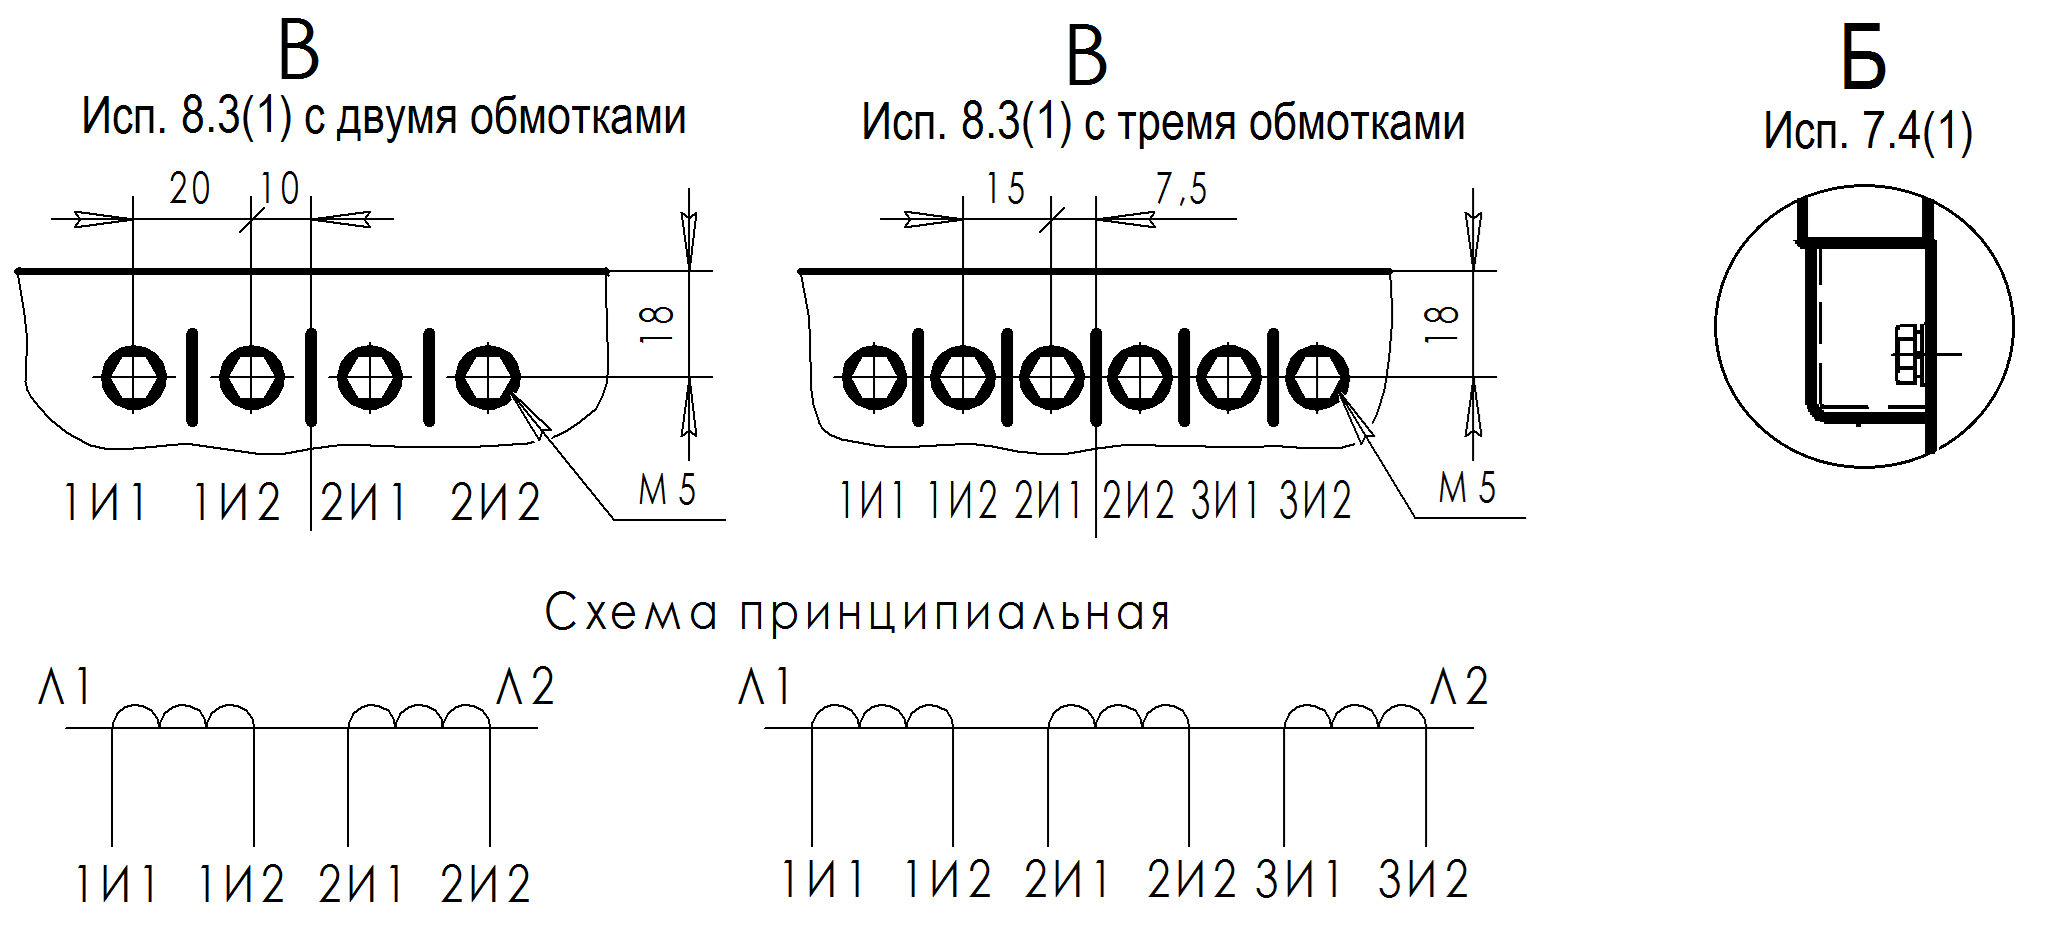 В
Исп. 8.3(1) с двумя обмотками
20 10
18
1И1 1И2 2И1 2И2
М 5
В
Исп. 8.3(1) с тремя обмотками
15 7,5
18
1И1 1И2 2И1 2И2 3И1 3И2
М 5
Б
Исп. 7.4(1)
Схема принципиальная
Л1 Л2
1И1 1И2 2И1 2И2
Л1 Л2
1И1 1И2 2И1 2И2 3И1 3И2